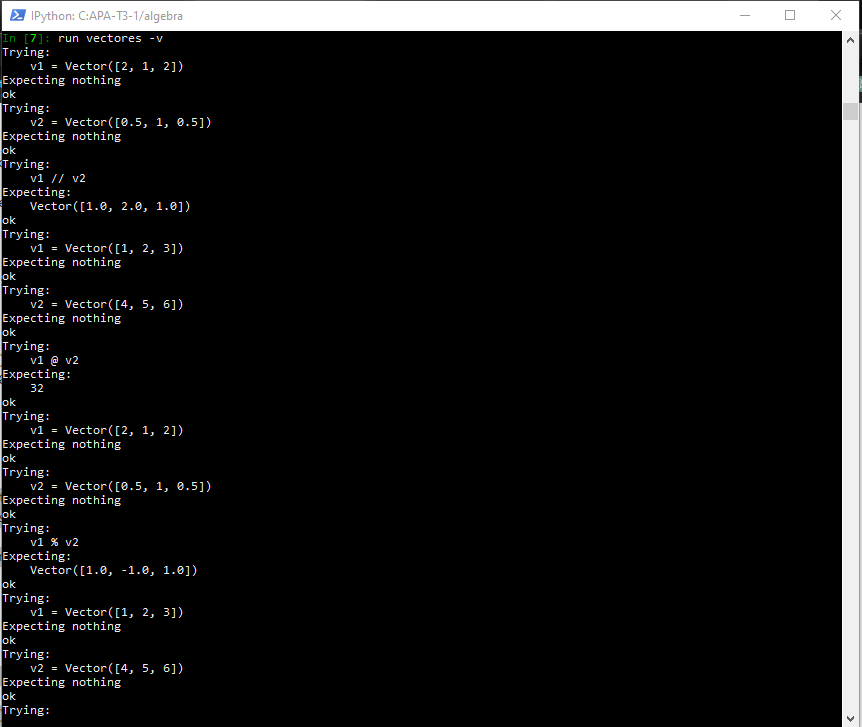 IPython: C:APA-T3-1/algebra
In [7]: run vectores -v
Trying:
    v1 = Vector([2, 1, 2])
Expecting nothing
ok
Trying:
    v2 = Vector([0.5, 1, 0.5])
Expecting nothing
ok
Trying:
    v1 // v2
Expecting:
    Vector([1.0, 2.0, 1.0])
ok
Trying:
    v1 = Vector([1, 2, 3])
Expecting nothing
ok
Trying:
    v2 = Vector([4, 5, 6])
Expecting nothing
ok
Trying:
    v1 @ v2
Expecting:
    32
ok
Trying:
    v1 = Vector([2, 1, 2])
Expecting nothing
ok
Trying:
    v2 = Vector([0.5, 1, 0.5])
Expecting nothing
ok
Trying:
    v1 % v2
Expecting:
    Vector([1.0, -1.0, 1.0])
ok
Trying:
    v1 = Vector([1, 2, 3])
Expecting nothing
ok
Trying:
    v2 = Vector([4, 5, 6])
Expecting nothing
ok
Trying: